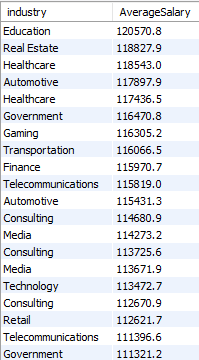 industry AverageSalary
Education 120570.8
Real Estate 118827.9
Healthcare 118543.0
Automotive 117897.9
Healthcare 117436.5
Government 116470.8
Gaming 116305.2
Transportation 116066.5
Finance 115970.7
Telecommunications 115819.0
Automotive 115431.3
Consulting 114680.9
Media 114273.2
Consulting 113725.6
Media 113671.9
Technology 113472.7
Consulting 112670.9
Retail 112621.7
Telecommunications 111396.6
Government 111321.2